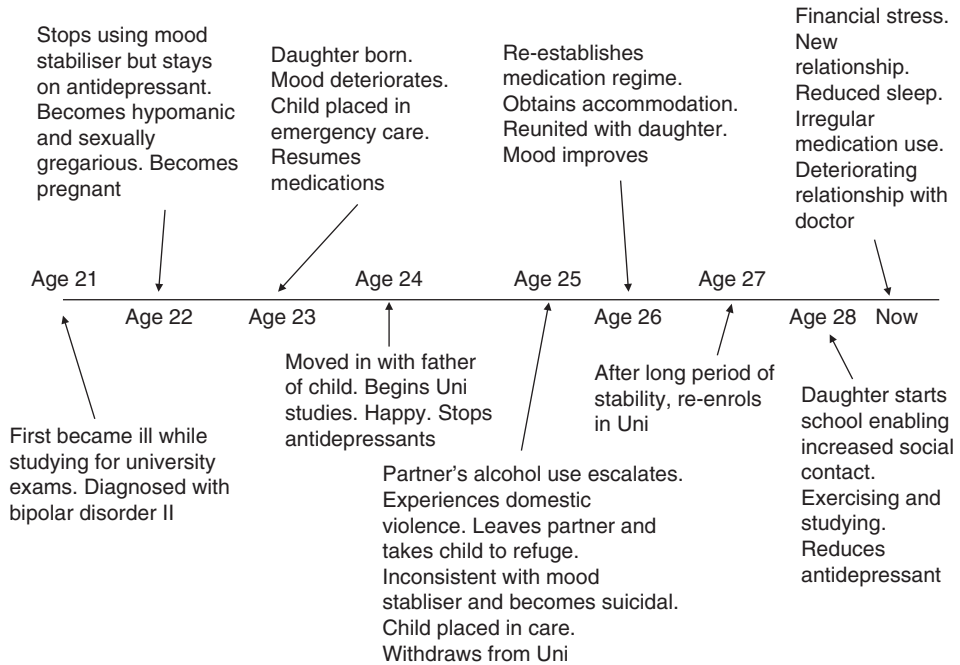 Stops using mood
stabiliser but stays
on antidepressant.
Becomes hypomanic
and sexually
gregarious. Becomes
pregnant
Daughter born.
Mood deteriorates.
Child placed in
emergency care.
Resumes
medications
Re-establishes
medication regime.
Obtains accommodation.
Reunited with daughter.
Mood improves
Financial stress.
New
relationship.
Reduced sleep.
Irregular
medication use.
Deteriorating
relationship with
doctor
Age 21
Age 22
Age 23
Age 24
Age 25
Age 26
Age 27
Age 28
Now
First became ill while
studying for university
exams. Diagnosed with
bipolar disorder II
Moved in with father
of child. Begins Uni
studies. Happy. Stops
antidepressants
Partner’s alcohol use escalates.
Experiences domestic
violence. Leaves partner and
takes child to refuge.
Inconsistent with mood
stabliser and becomes suicidal.
Child placed in care.
Withdraws from Uni
After long period of
stability, re-enrols
in Uni
Daughter starts
school enabling
increased social
contact.
Exercising and
studying.
Reduces
antidepressant